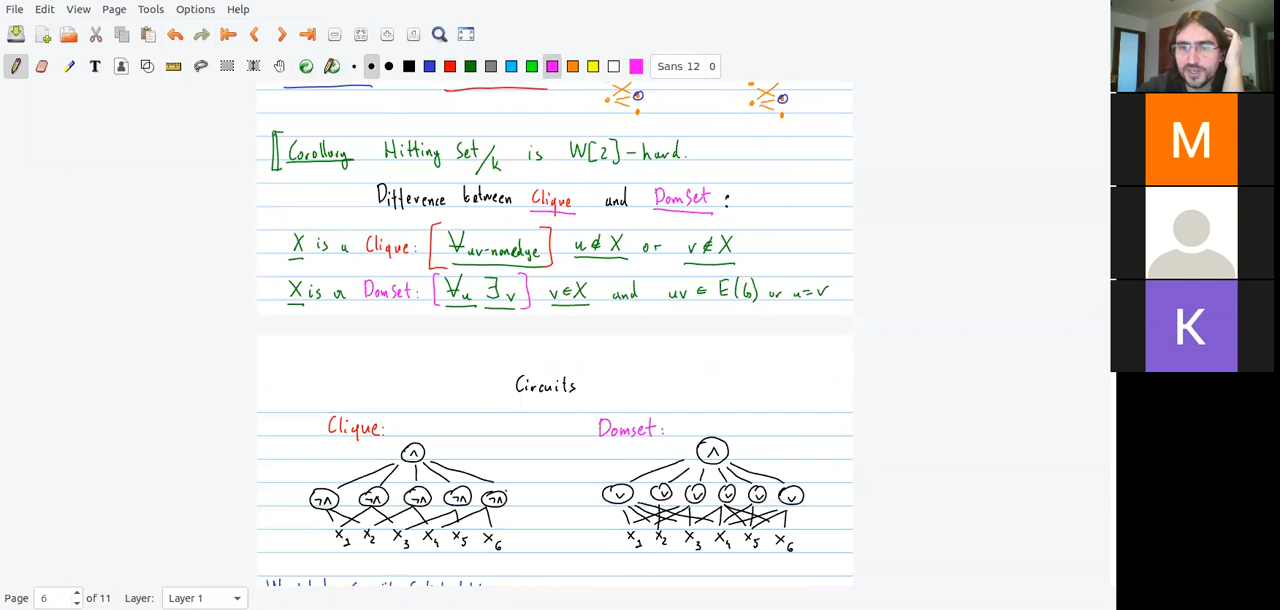 File Edit View Page Tools Options Help
Sans 12 0
Corollary Hitting Set/k is W[2]-hard.
Difference between Clique and DomSet:
X is a Clique: [∀uv-nonedge] u∉X or v∉X
X is a Domset: [∀u ∃v] v∈X and uv ∈ E(G) or u=v
Circuits
Clique: Domset:
∧ ∧
¬∧ ¬∧ ¬∧ ¬∧ ¬∧ ∨ ∨ ∨ ∨ ∨ ∨
x1 x2 x3 x4 x5 x6 x1 x2 x3 x4 x5 x6
M
K
Page 6 of 11 Layer: Layer 1